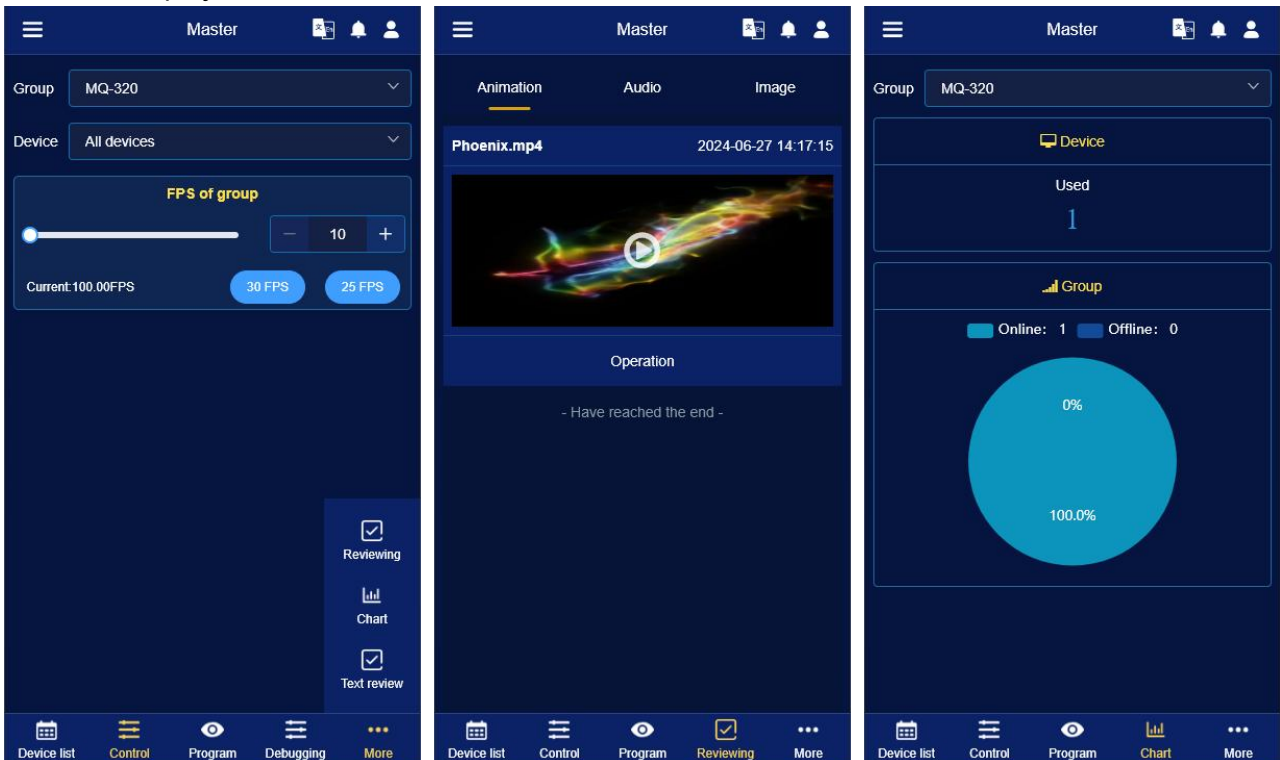 Master
Group MQ-320
Device All devices
FPS of group
10 +
Current:100.00FPS 30 FPS 25 FPS
Reviewing
Chart
Text review
Device list Control Program Debugging More
Master
Animation Audio Image
Phoenix.mp4 2024-06-27 14:17:15
Operation
- Have reached the end -
Device list Control Program Reviewing More
Master
Group MQ-320
Device
Used
1
Group
Online: 1 Offline: 0
0%
100.0%
Device list Control Program Chart More